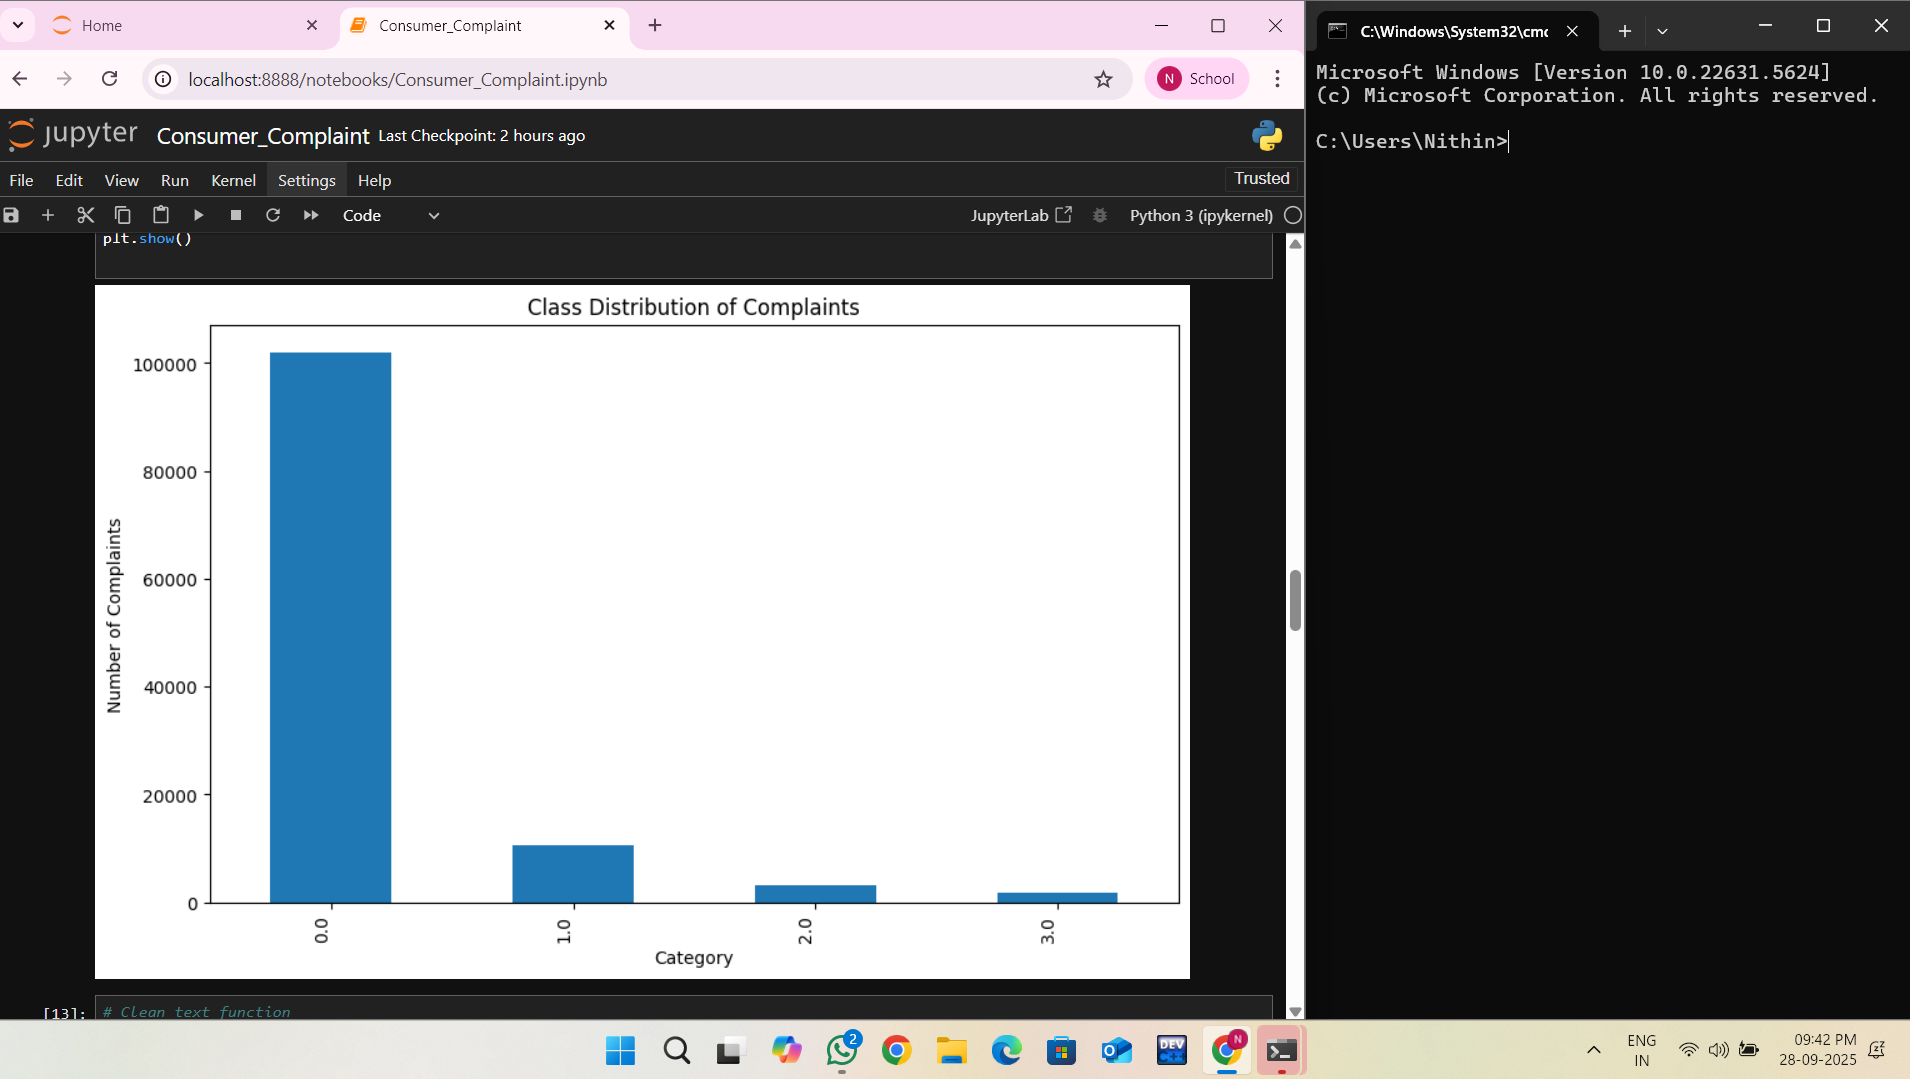 Home
Consumer_Complaint
localhost:8888/notebooks/Consumer_Complaint.ipynb
N School
jupyter Consumer_Complaint Last Checkpoint: 2 hours ago
File Edit View Run Kernel Settings Help
Trusted
Code
JupyterLab
Python 3 (ipykernel)
plt.show()
Class Distribution of Complaints
Number of Complaints
100000
80000
60000
40000
20000
0
0.0
1.0
2.0
3.0
Category
[13]: # Clean text function
C:\Windows\System32\cmd
Microsoft Windows [Version 10.0.22631.5624]
(c) Microsoft Corporation. All rights reserved.
C:\Users\Nithin>
2
DEV
C++
N
ENG
IN
09:42 PM
28-09-2025